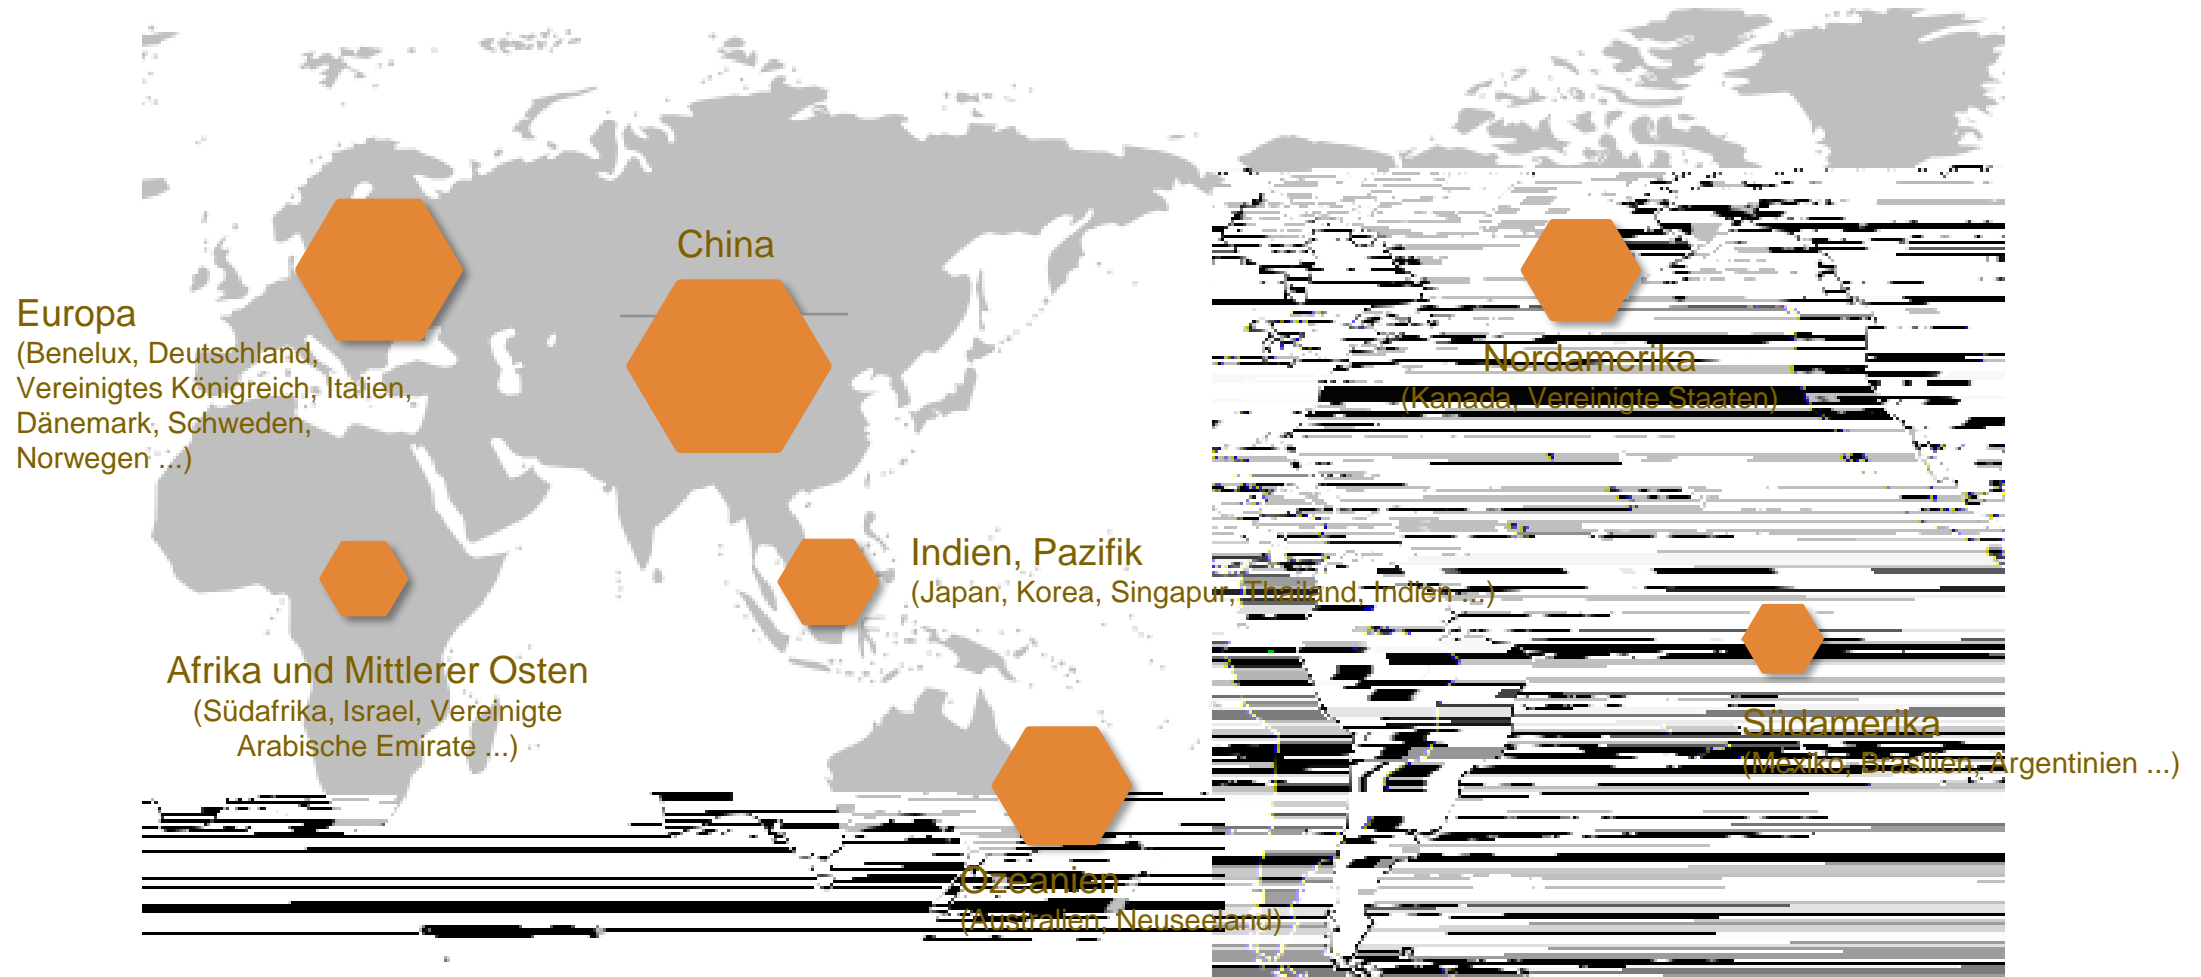 China
Europa
(Benelux, Deutschland,
Vereinigtes Königreich, Italien,
Dänemark, Schweden,
Norwegen ...)
Nordamerika
(Kanada, Vereinigte Staaten)
Indien, Pazifik
(Japan, Korea, Singapur, Thailand, Indien ...)
Afrika und Mittlerer Osten
(Südafrika, Israel, Vereinigte
Arabische Emirate ...)
Südamerika
(Mexiko, Brasilien, Argentinien ...)
Ozeanien
(Australien, Neuseeland)